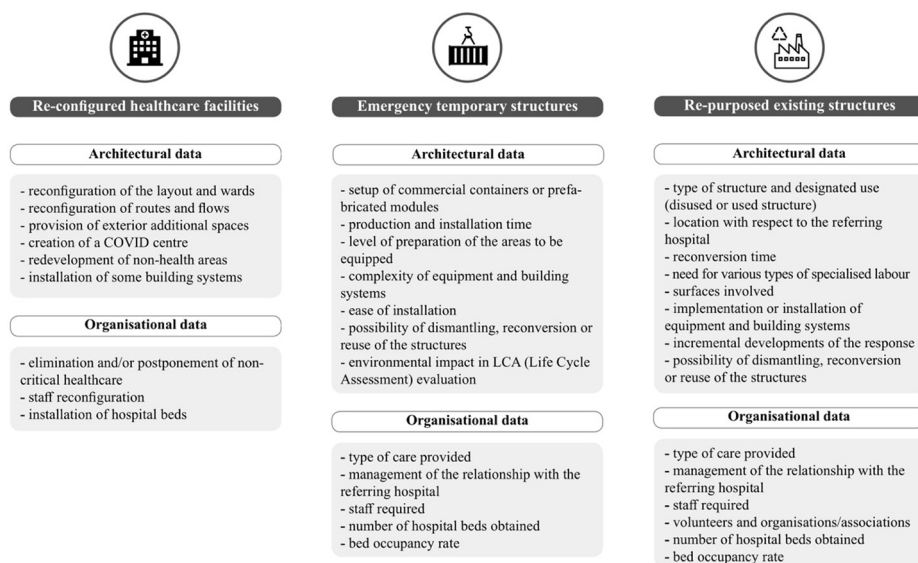 Re-configured healthcare facilities
Architectural data
- reconfiguration of the layout and wards
- reconfiguration of routes and flows
- provision of exterior additional spaces
- creation of a COVID centre
- redevelopment of non-health areas
- installation of some building systems
Organisational data
- elimination and/or postponement of non-
critical healthcare
- staff reconfiguration
- installation of hospital beds
Emergency temporary structures
Architectural data
- setup of commercial containers or prefa-
bricated modules
- production and installation time
- level of preparation of the areas to be
equipped
- complexity of equipment and building
systems
- ease of installation
- possibility of dismantling, reconversion or
reuse of the structures
- environmental impact in LCA (Life Cycle
Assessment) evaluation
Organisational data
- type of care provided
- management of the relationship with the
referring hospital
- staff required
- number of hospital beds obtained
- bed occupancy rate
Re-purposed existing structures
Architectural data
- type of structure and designated use
(disused or used structure)
- location with respect to the referring
hospital
- reconversion time
- need for various types of specialised labour
- surfaces involved
- implementation or installation of
equipment and building systems
- incremental developments of the response
- possibility of dismantling, reconversion
or reuse of the structures
Organisational data
- type of care provided
- management of the relationship with the
referring hospital
- staff required
- volunteers and organisations/associations
- number of hospital beds obtained
- bed occupancy rate